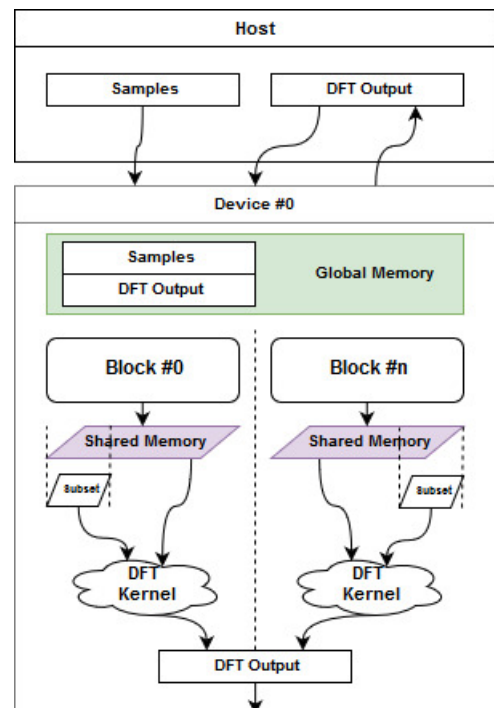 Host
Samples
DFT Output
Device #0
Samples
DFT Output
Global Memory
Block #0
Block #n
Shared Memory
Shared Memory
Subset
Subset
DFT
Kernel
DFT
Kernel
DFT Output